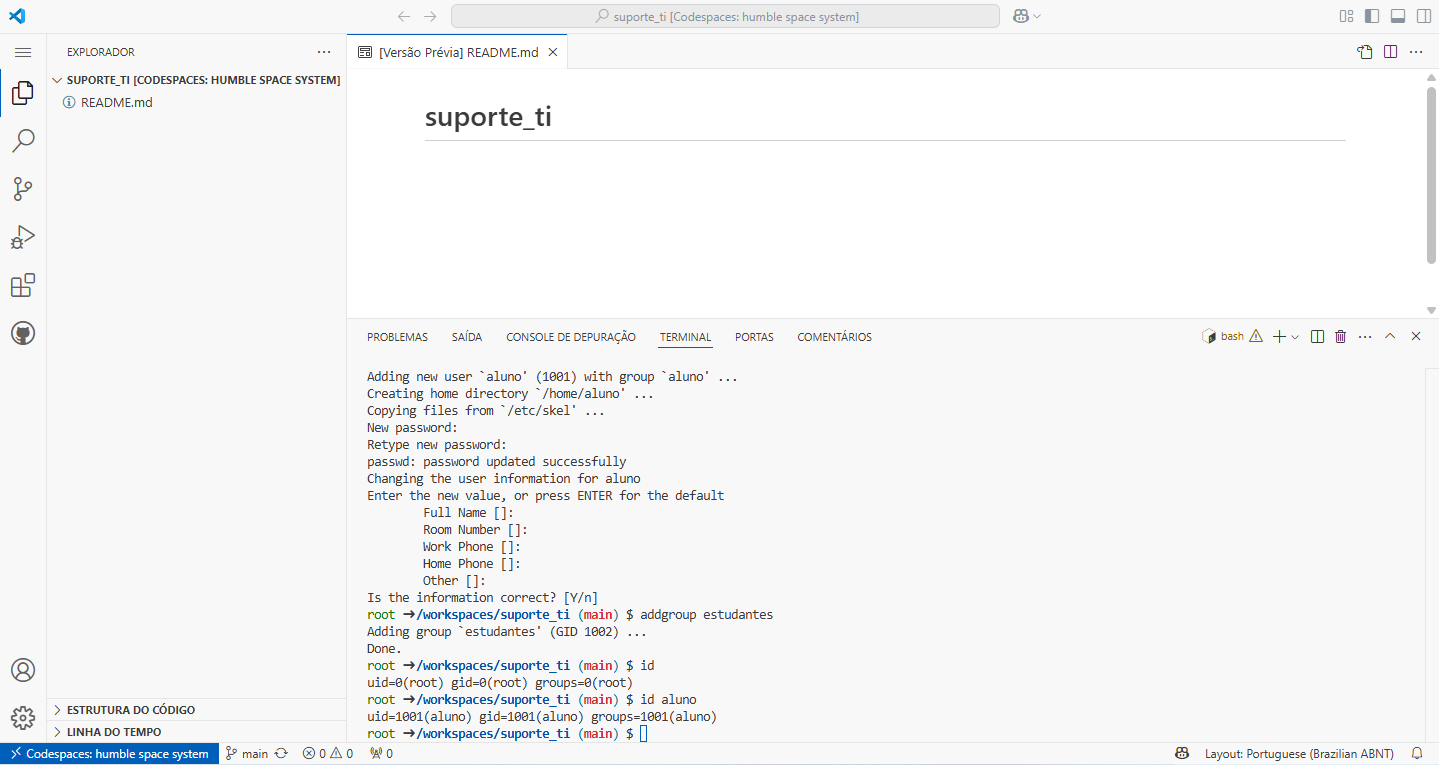 suporte_ti [Codespaces: humble space system]
EXPLORADOR
SUPORTE_TI [CODESPACES: HUMBLE SPACE SYSTEM]
README.md
ESTRUTURA DO CÓDIGO
LINHA DO TEMPO
[Versão Prévia] README.md
suporte_ti
PROBLEMAS SAÍDA CONSOLE DE DEPURAÇÃO TERMINAL PORTAS COMENTÁRIOS bash
Adding new user `aluno' (1001) with group `aluno' ...
Creating home directory `/home/aluno' ...
Copying files from `/etc/skel' ...
New password:
Retype new password:
passwd: password updated successfully
Changing the user information for aluno
Enter the new value, or press ENTER for the default
Full Name []:
Room Number []:
Work Phone []:
Home Phone []:
Other []:
Is the information correct? [Y/n]
root ➜/workspaces/suporte_ti (main) $ addgroup estudantes
Adding group `estudantes' (GID 1002) ...
Done.
root ➜/workspaces/suporte_ti (main) $ id
uid=0(root) gid=0(root) groups=0(root)
root ➜/workspaces/suporte_ti (main) $ id aluno
uid=1001(aluno) gid=1001(aluno) groups=1001(aluno)
root ➜/workspaces/suporte_ti (main) $
Codespaces: humble space system main 0 0 0 Layout: Portuguese (Brazilian ABNT)